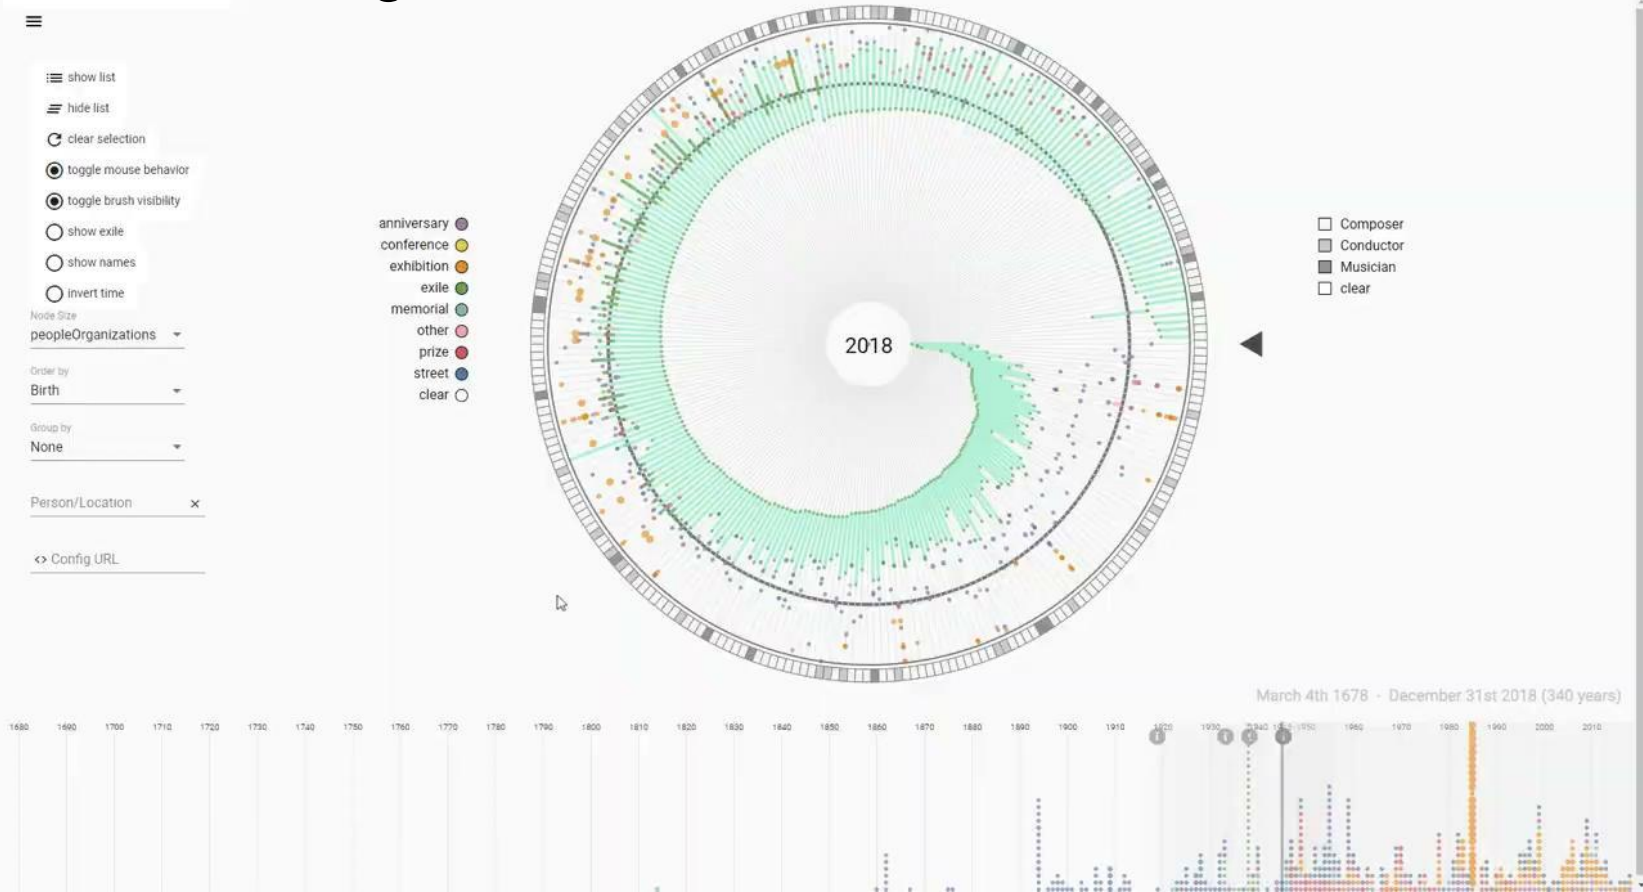 show list
hide list
clear selection
toggle mouse behavior
toggle brush visibility
show exile
show names
invert time
Node Size
peopleOrganizations
Order by
Birth
Group by
None
Person/Location
<> Config URL
anniversary
conference
exhibition
exile
memorial
other
prize
street
clear
2018
Composer
Conductor
Musician
clear
March 4th 1678 - December 31st 2018 (340 years)
1680 1690 1700 1710 1720 1730 1740 1750 1760 1770 1780 1790 1800 1810 1820 1830 1840 1850 1860 1870 1880 1890 1900 1910 1920 1930 1940 1950 1960 1970 1980 1990 2000 2010